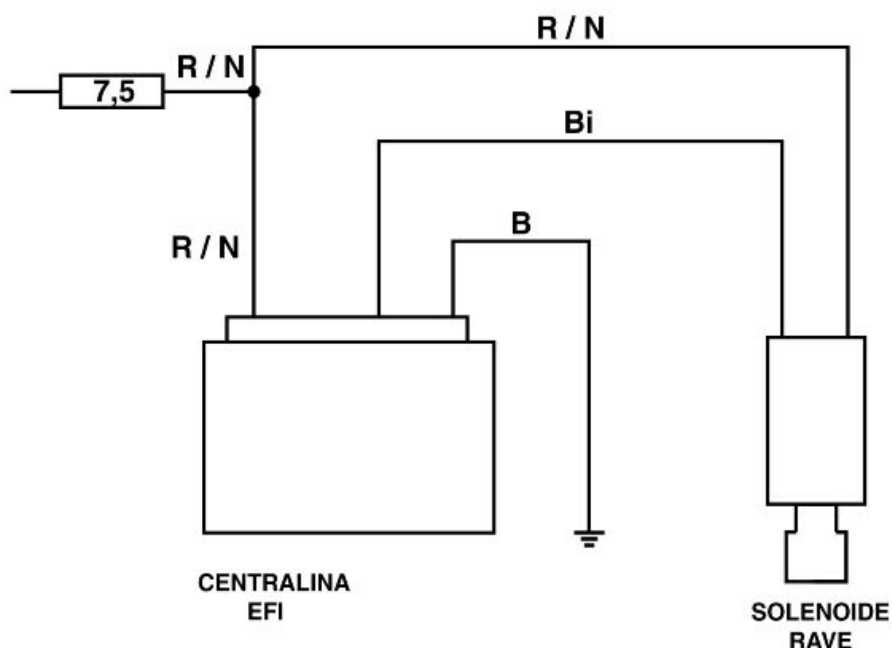 R / N
R / N
7,5
Bi
B
R / N
CENTRALINA
EFI
SOLENOIDE
RAVE